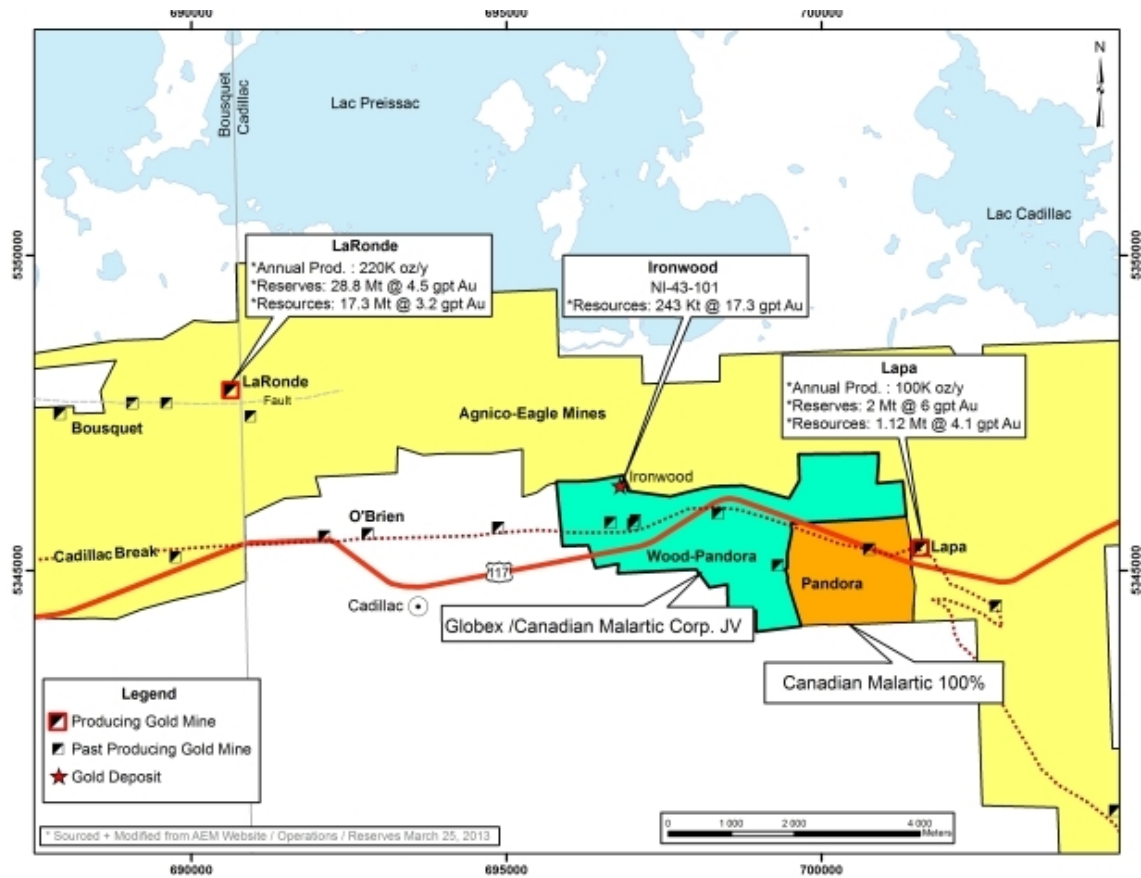 690000
695000
700000
N
Bousquet
Cadillac
Lac Preissac
Lac Cadillac
5350000
5350000
LaRonde
*Annual Prod. : 220K oz/y
*Reserves: 28.8 Mt @ 4.5 gpt Au
*Resources: 17.3 Mt @ 3.2 gpt Au
Ironwood
NI-43-101
*Resources: 243 Kt @ 17.3 gpt Au
Lapa
*Annual Prod. : 100K oz/y
*Reserves: 2 Mt @ 6 gpt Au
*Resources: 1.12 Mt @ 4.1 gpt Au
LaRonde
Fault
Bousquet
Agnico-Eagle Mines
Ironwood
O'Brien
Cadillac Break
Wood-Pandora
Lapa
Pandora
5345000
5345000
117
Cadillac
Globex /Canadian Malartic Corp. JV
Canadian Malartic 100%
Legend
Producing Gold Mine
Past Producing Gold Mine
Gold Deposit
* Sourced + Modified from AEM Website / Operations / Reserves March 25, 2013
0 1 000 2 000 4 000
Meters
690000
695000
700000